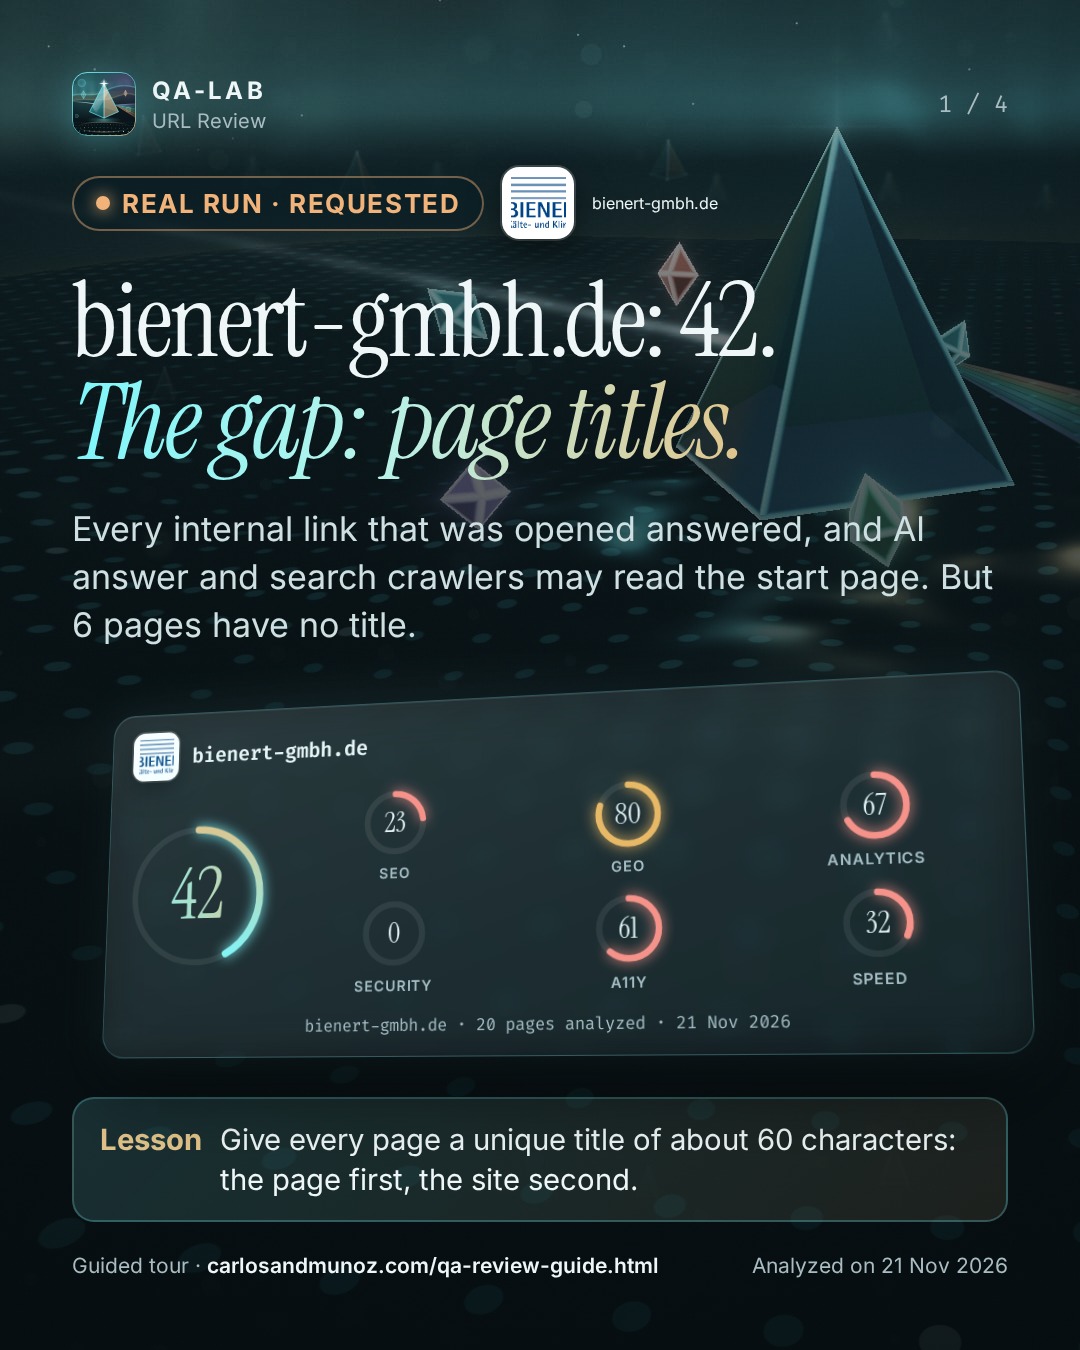 QA-LAB
URL Review
1 / 4
REAL RUN · REQUESTED
BIENE
bienert-gmbh.de
bienert-gmbh.de: 42.
The gap: page titles.
Every internal link that was opened answered, and AI
answer and search crawlers may read the start page. But
6 pages have no title.
bienert-gmbh.de
42
23
SEO
80
GEO
67
ANALYTICS
0
SECURITY
61
A11Y
32
SPEED
bienert-gmbh.de · 20 pages analyzed · 21 Nov 2026
Lesson Give every page a unique title of about 60 characters:
the page first, the site second.
Guided tour · carlosandmunoz.com/qa-review-guide.html
Analyzed on 21 Nov 2026